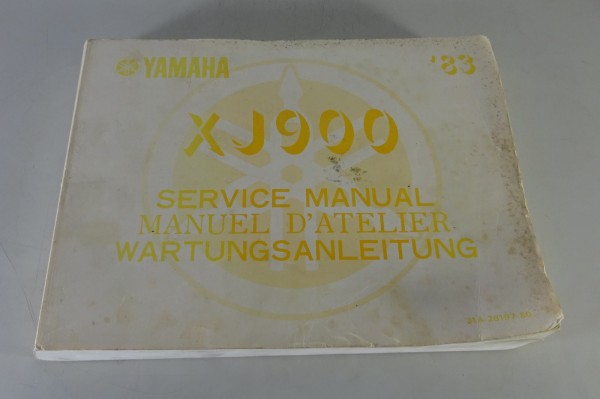 YAMAHA '83
XJ900
SERVICE MANUAL
MANUEL D'ATELIER
WARTUNGSANLEITUNG